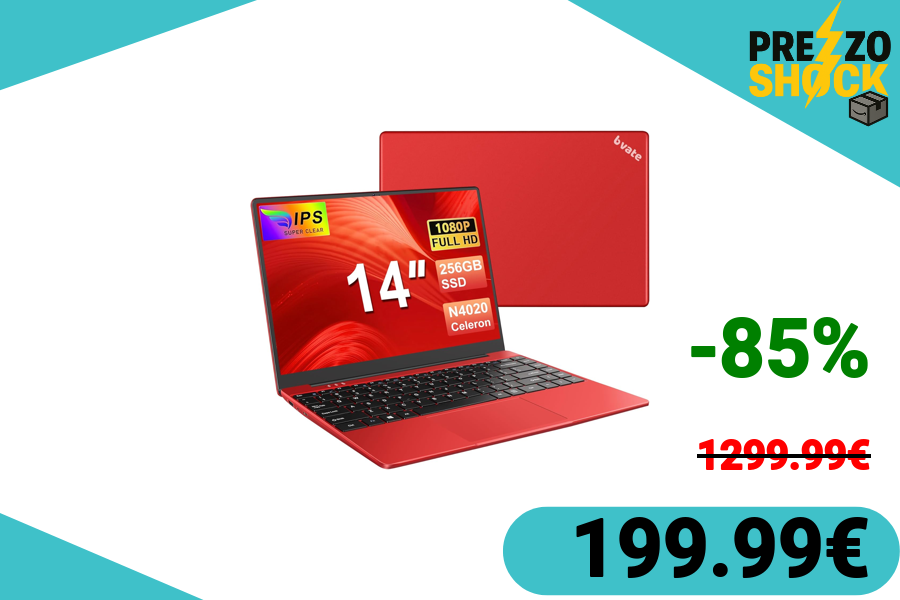 PREZZO
SHOCK
bvate
IPS
SUPER CLEAR
1080P
FULL HD
14"
256GB
SSD
N4020
Celeron
-85%
1299.99€
199.99€